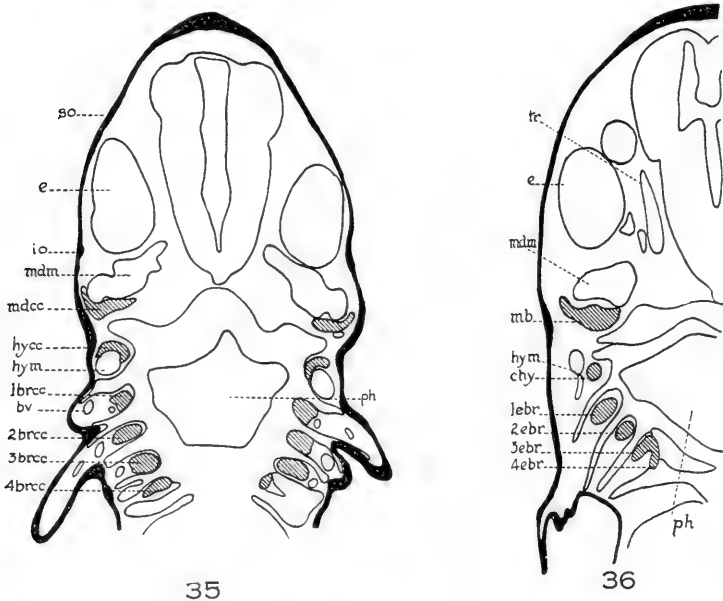 so
e
io
mdm
mdcc
hycc
hym
1brcc
bv
2brcc
3brcc
4brcc
ph
35
tr
e
mdm
mb
hym
chy
1ebr
2ebr
3ebr
4ebr
ph
36